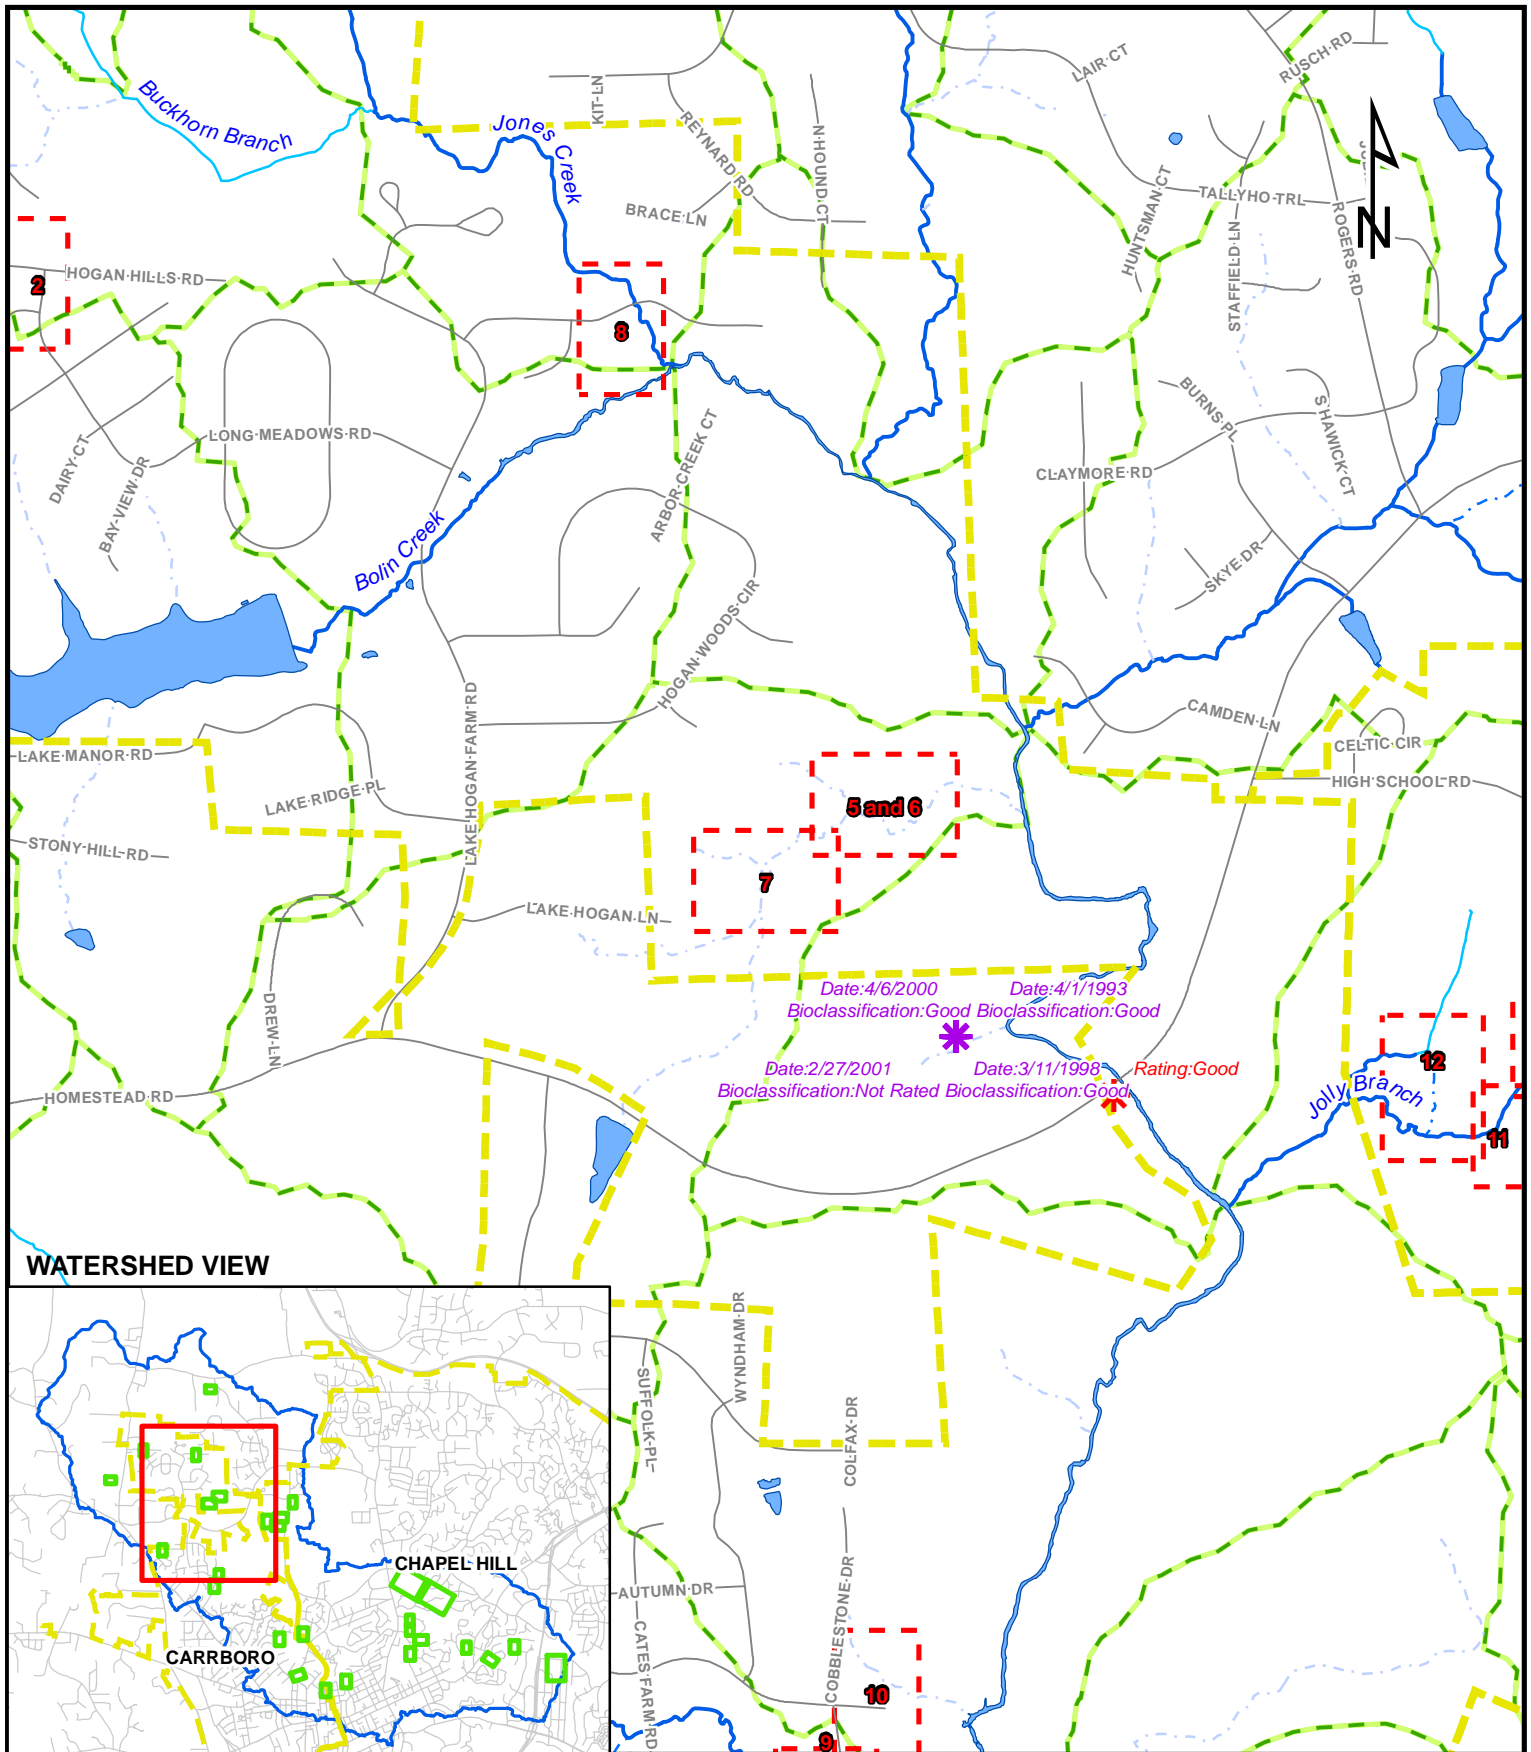 LAIR CT
RUSCH RD
Buckhorn Branch
Jones Creek
KIT LN
REYNARD RD
N HOUND CT
BRACE LN
HUNTSMAN CT
TALLYHO TRL
STAFFIELD LN
ROGERS RD
N
2
HOGAN HILLS RD
8
LONG MEADOWS RD
DAIRY CT
BAY VIEW DR
ARBOR CREEK CT
BURNS PL
S HAWICK CT
CLAYMORE RD
SKYE DR
Bolin Creek
HOGAN WOODS CIR
LAKE HOGAN FARM RD
CAMDEN LN
CELTIC CIR
HIGH SCHOOL RD
LAKE MANOR RD
LAKE RIDGE PL
STONY HILL RD
5 and 6
7
LAKE HOGAN LN
DREW LN
HOMESTEAD RD
Date:4/6/2000
Bioclassification:Good
Date:4/1/1993
Bioclassification:Good
Date:2/27/2001
Bioclassification:Not Rated
Date:3/11/1998
Bioclassification:Good
Rating:Good
12
Jolly Branch
11
WATERSHED VIEW
CHAPEL HILL
CARRBORO
SUFFOLK PL
WYNDHAM DR
COLFAX DR
AUTUMN DR
CATES FARM RD
COBBLESTONE DR
10
9